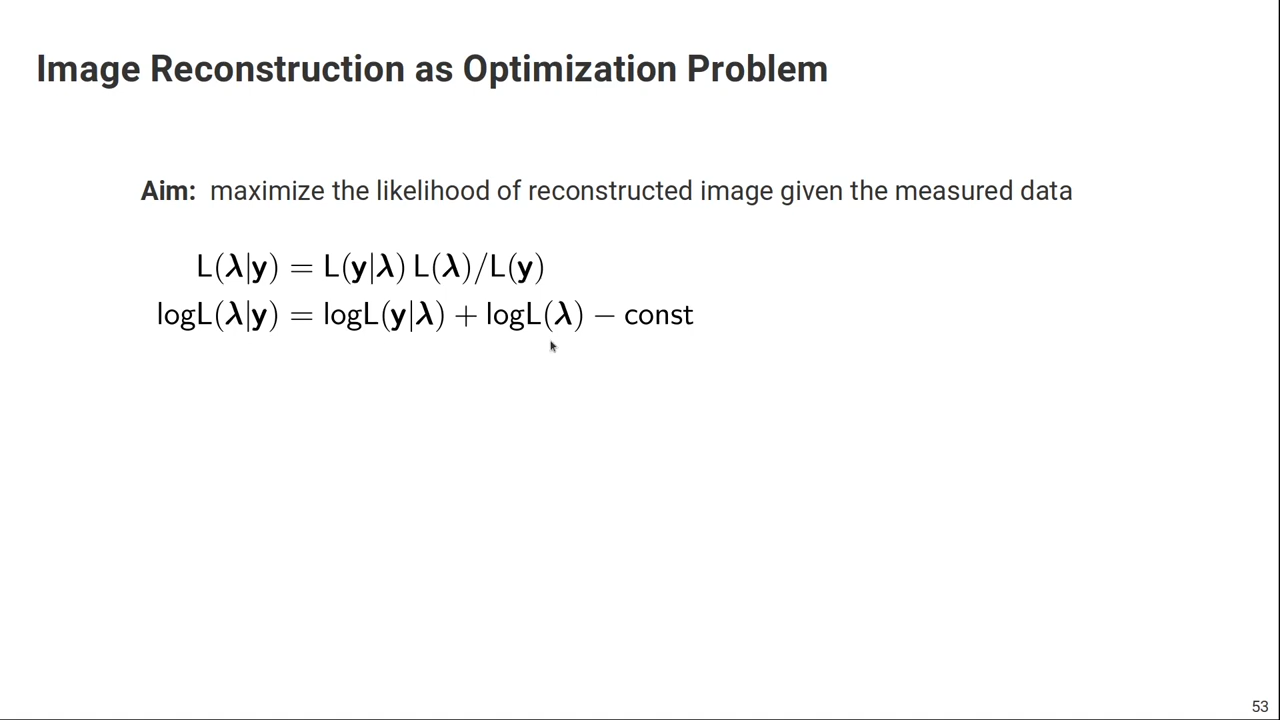 Image Reconstruction as Optimization Problem
Aim: maximize the likelihood of reconstructed image given the measured data
L(λ|y) = L(y|λ) L(λ)/L(y)
logL(λ|y) = logL(y|λ) + logL(λ) − const
53